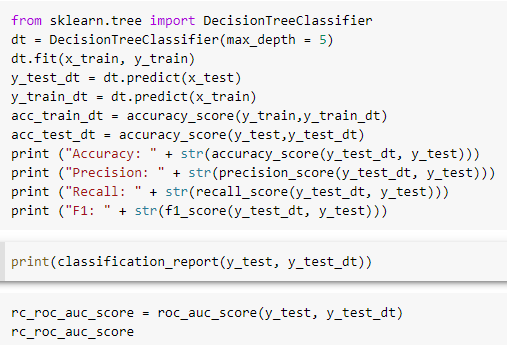 from sklearn.tree import DecisionTreeClassifier
dt = DecisionTreeClassifier(max_depth = 5)
dt.fit(x_train, y_train)
y_test_dt = dt.predict(x_test)
y_train_dt = dt.predict(x_train)
acc_train_dt = accuracy_score(y_train,y_train_dt)
acc_test_dt = accuracy_score(y_test,y_test_dt)
print ("Accuracy: " + str(accuracy_score(y_test_dt, y_test)))
print ("Precision: " + str(precision_score(y_test_dt, y_test)))
print ("Recall: " + str(recall_score(y_test_dt, y_test)))
print ("F1: " + str(f1_score(y_test_dt, y_test)))
print(classification_report(y_test, y_test_dt))
rc_roc_auc_score = roc_auc_score(y_test, y_test_dt)
rc_roc_auc_score